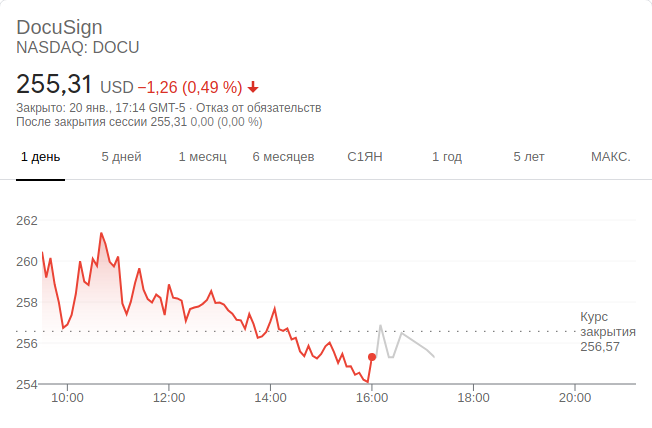 DocuSign
NASDAQ: DOCU
255,31 USD −1,26 (0,49 %)
Закрыто: 20 янв., 17:14 GMT-5 · Отказ от обязательств
После закрытия сессии 255,31 0,00 (0,00 %)
1 день 5 дней 1 месяц 6 месяцев С1ЯН 1 год 5 лет МАКС.
262
260
258
256
254
Курс
закрытия
256,57
10:00 12:00 14:00 16:00 18:00 20:00